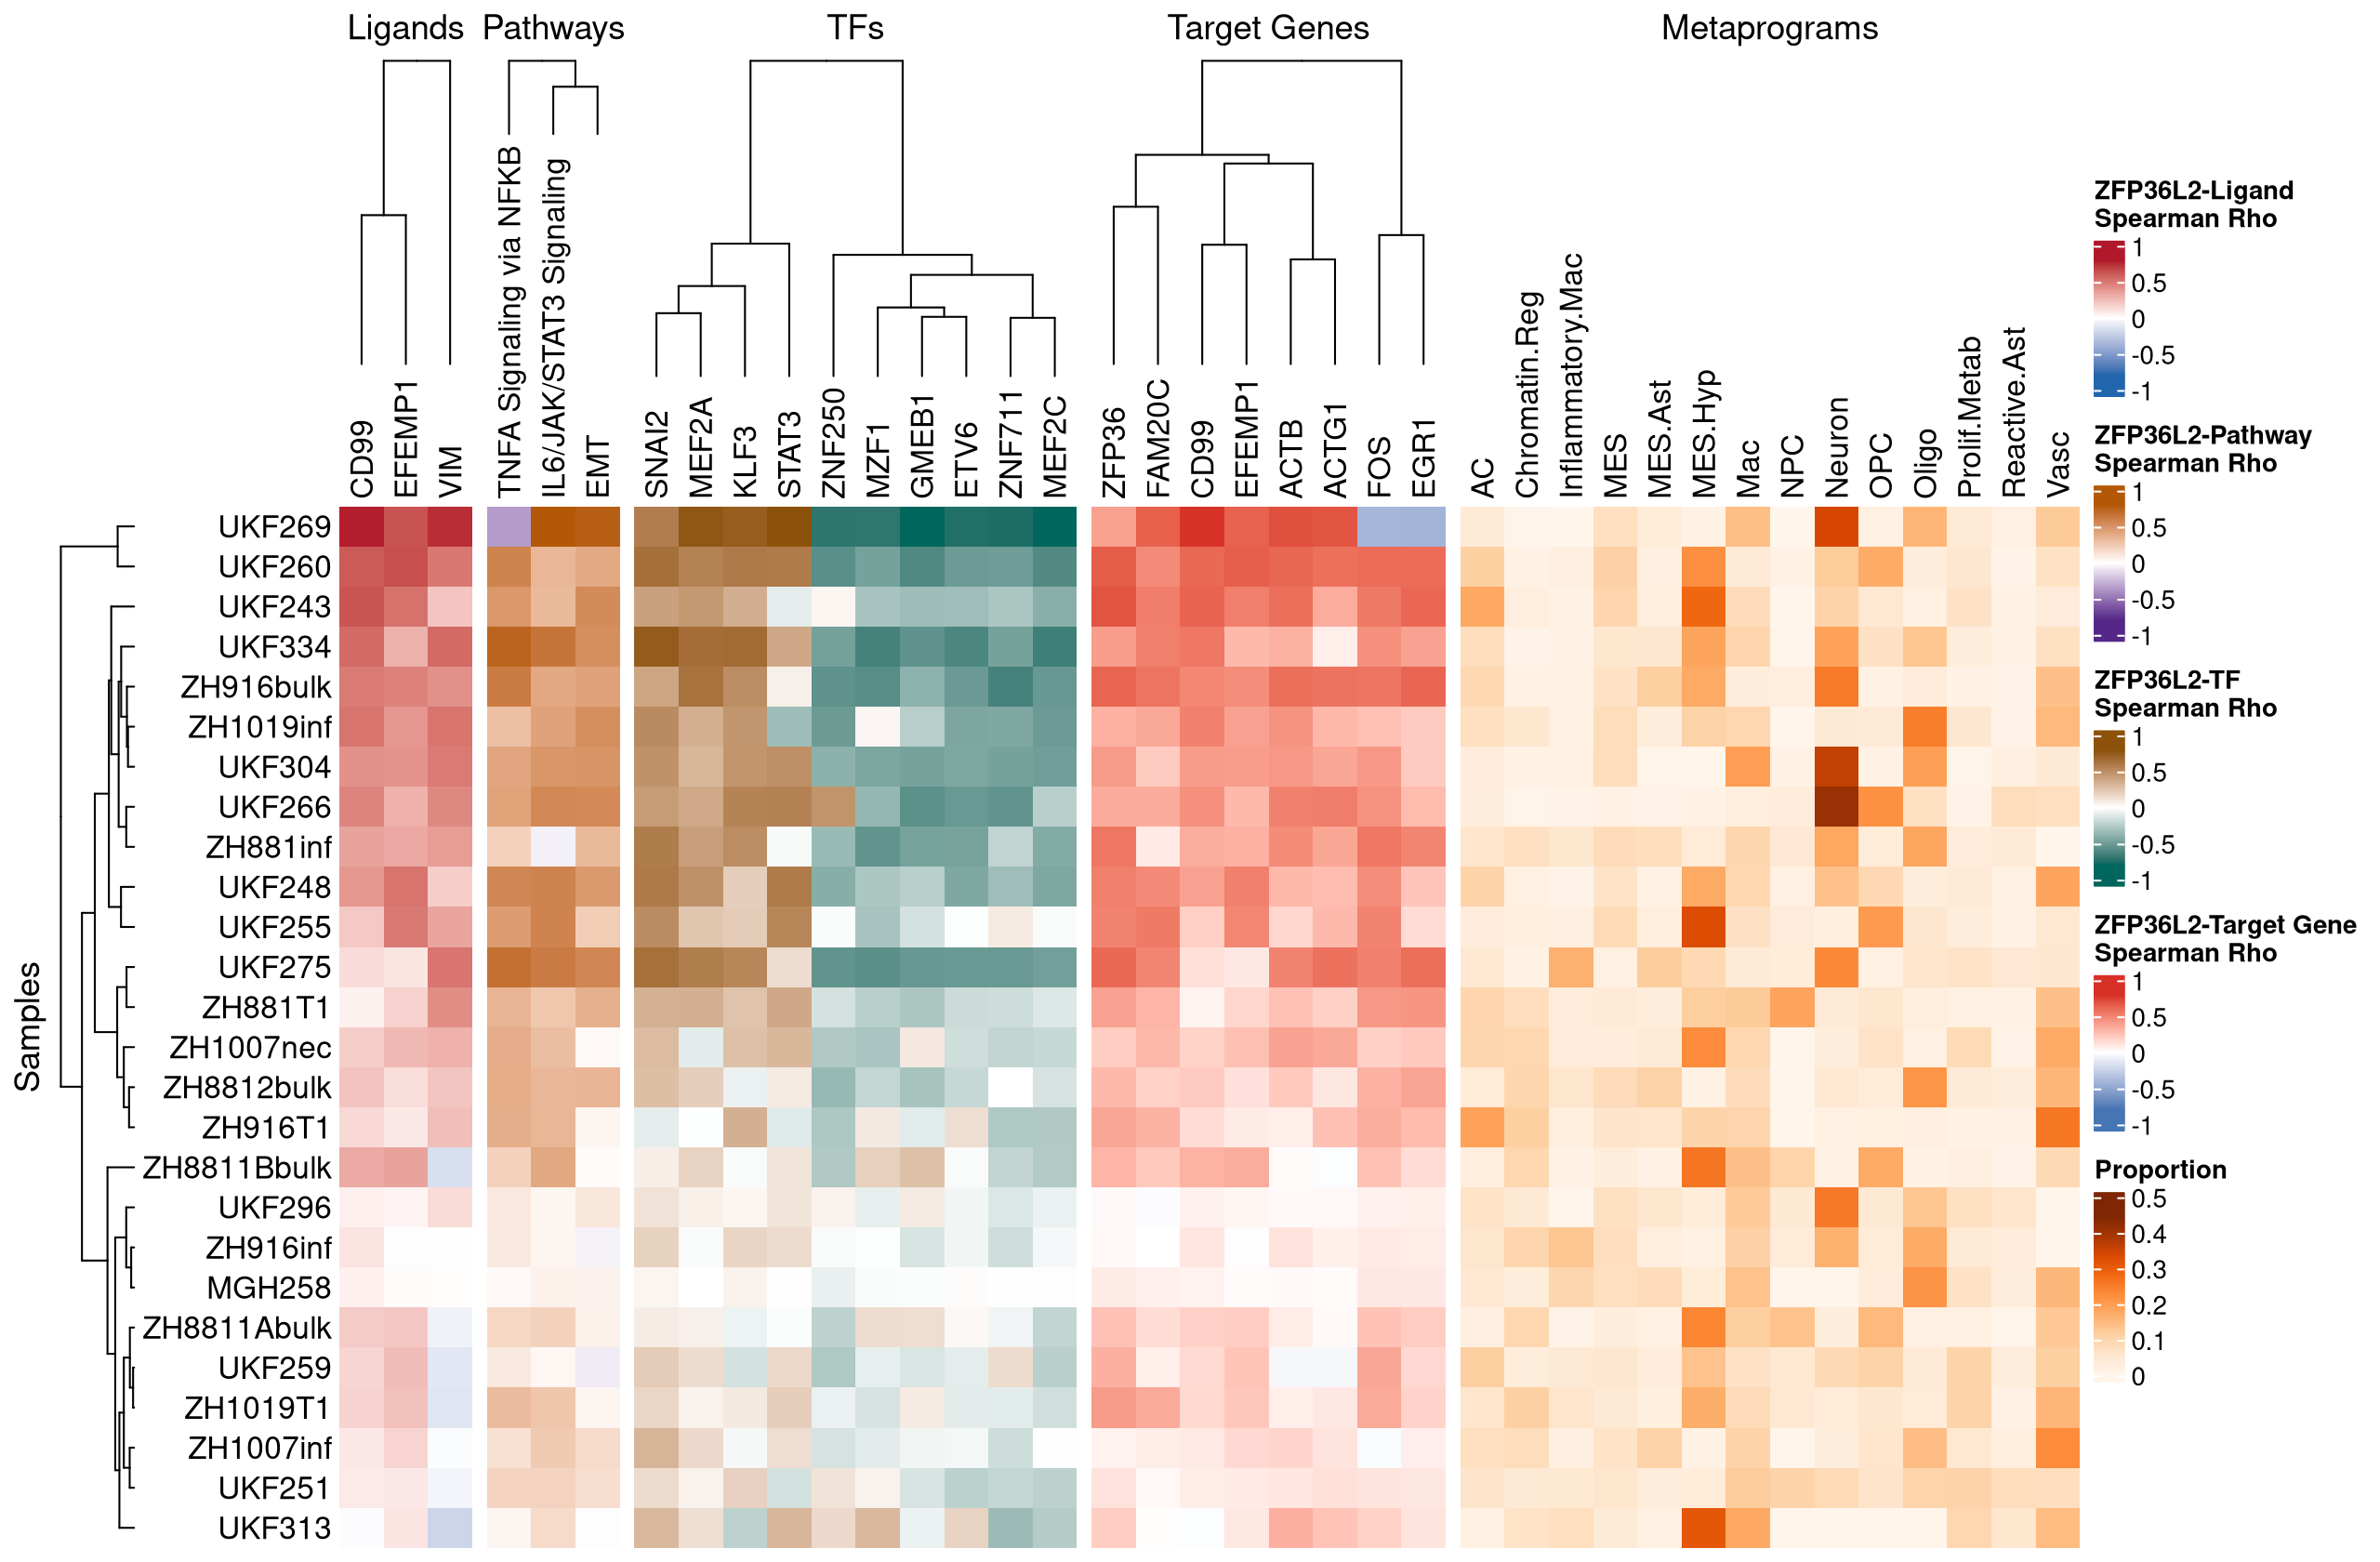 Ligands
Pathways
TFs
Target Genes
Metaprograms
CD99
EFEMP1
VIM
TNFA Signaling via NFKB
IL6/JAK/STAT3 Signaling
EMT
SNAI2
MEF2A
KLF3
STAT3
ZNF250
MZF1
GMEB1
ETV6
ZNF711
MEF2C
ZFP36
FAM20C
CD99
EFEMP1
ACTB
ACTG1
FOS
EGR1
AC
Chromatin.Reg
Inflammatory.Mac
MES
MES.Ast
MES.Hyp
Mac
NPC
Neuron
OPC
Oligo
Prolif.Metab
Reactive.Ast
Vasc
Samples
UKF269
UKF260
UKF243
UKF334
ZH916bulk
ZH1019inf
UKF304
UKF266
ZH881inf
UKF248
UKF255
UKF275
ZH881T1
ZH1007nec
ZH8812bulk
ZH916T1
ZH8811Bbulk
UKF296
ZH916inf
MGH258
ZH8811Abulk
UKF259
ZH1019T1
ZH1007inf
UKF251
UKF313
ZFP36L2-Ligand
Spearman Rho
1
0.5
0
-0.5
-1
ZFP36L2-Pathway
Spearman Rho
1
0.5
0
-0.5
-1
ZFP36L2-TF
Spearman Rho
1
0.5
0
-0.5
-1
ZFP36L2-Target Gene
Spearman Rho
1
0.5
0
-0.5
-1
Proportion
0.5
0.4
0.3
0.2
0.1
0